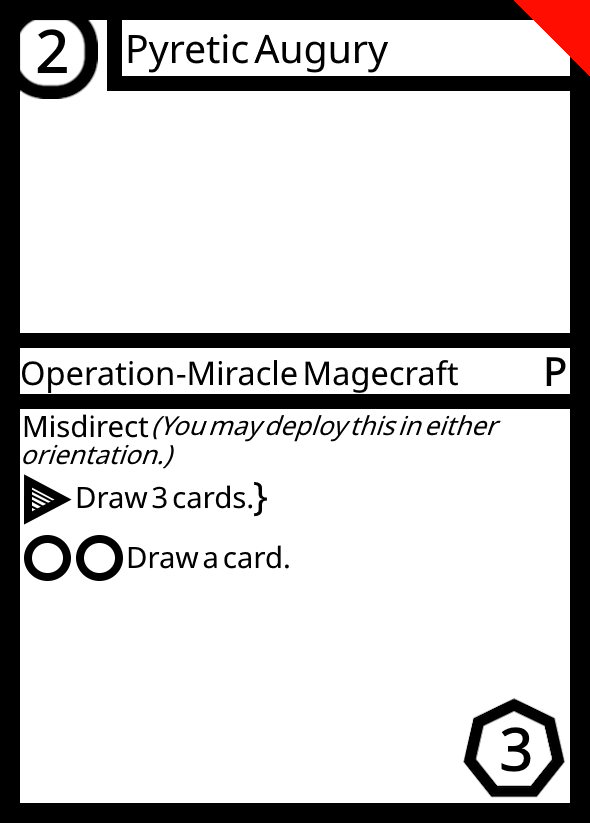 2
Pyretic Augury
Operation-Miracle Magecraft P
Misdirect (You may deploy this in either
orientation.)
Draw 3 cards.}
Draw a card.
3